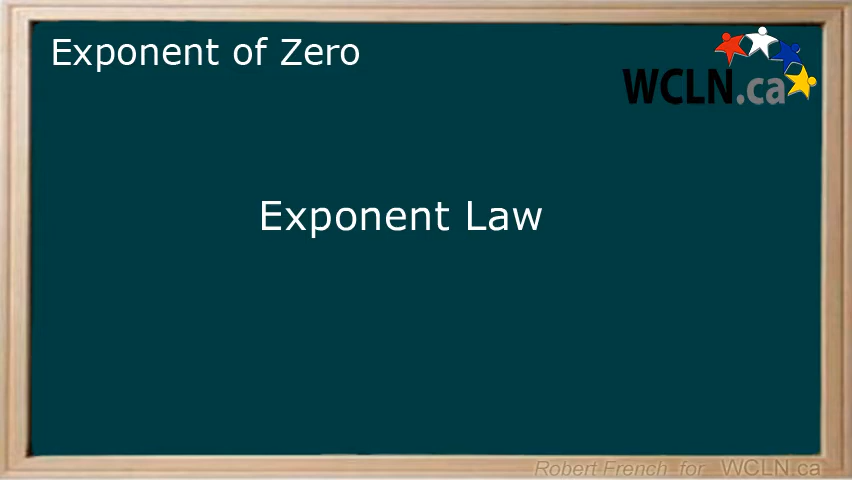 Exponent of Zero
WCLN.ca
Exponent Law
Robert French for WCLN.ca